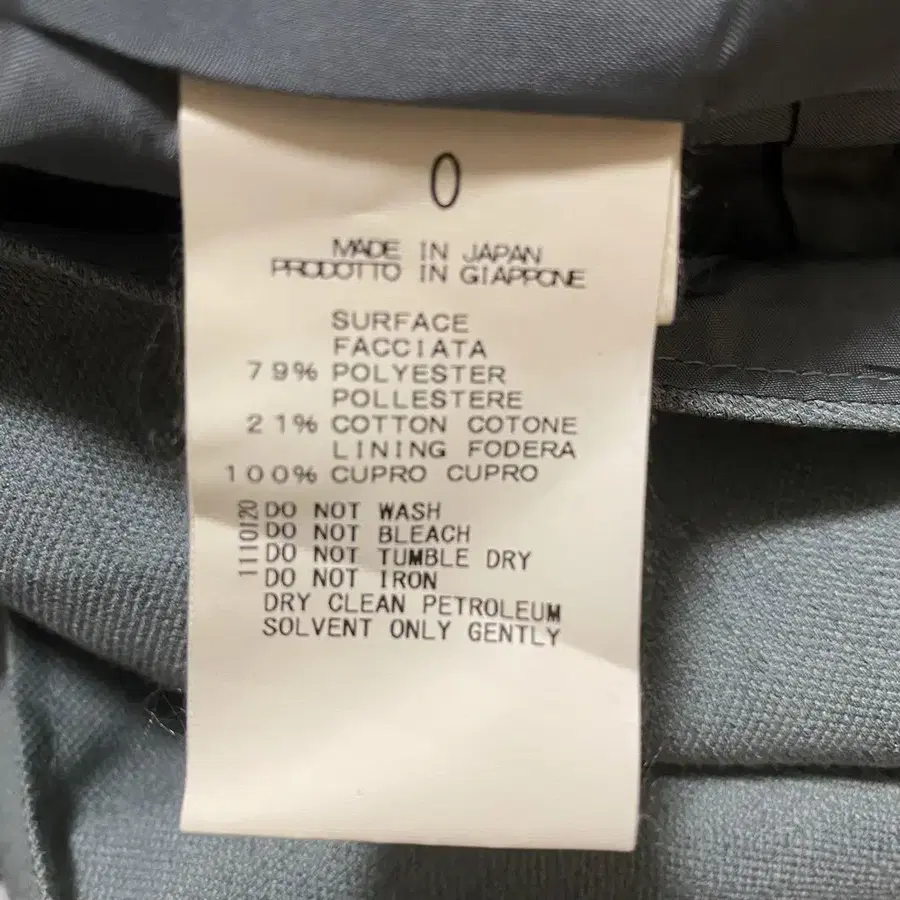 0
MADE IN JAPAN
PRODOTTO IN GIAPPONE
SURFACE
FACCIATA
79% POLYESTER
POLLESTERE
21% COTTON COTONE
LINING FODERA
100% CUPRO CUPRO
DO NOT WASH
DO NOT BLEACH
DO NOT TUMBLE DRY
DO NOT IRON
DRY CLEAN PETROLEUM
SOLVENT ONLY GENTLY
1110120